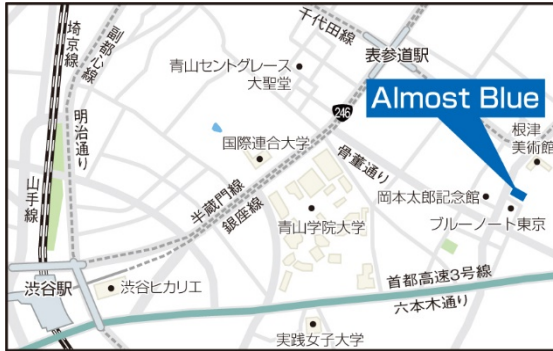 埼京線
副都心線
明治通り
山手線
千代田線
表参道駅
青山セントグレース
大聖堂
246
Almost Blue
国際連合大学
骨董通り
根津
美術館
半蔵門線
銀座線
青山学院大学
岡本太郎記念館
ブルーノート東京
渋谷駅
渋谷ヒカリエ
首都高速3号線
六本木通り
実践女子大学